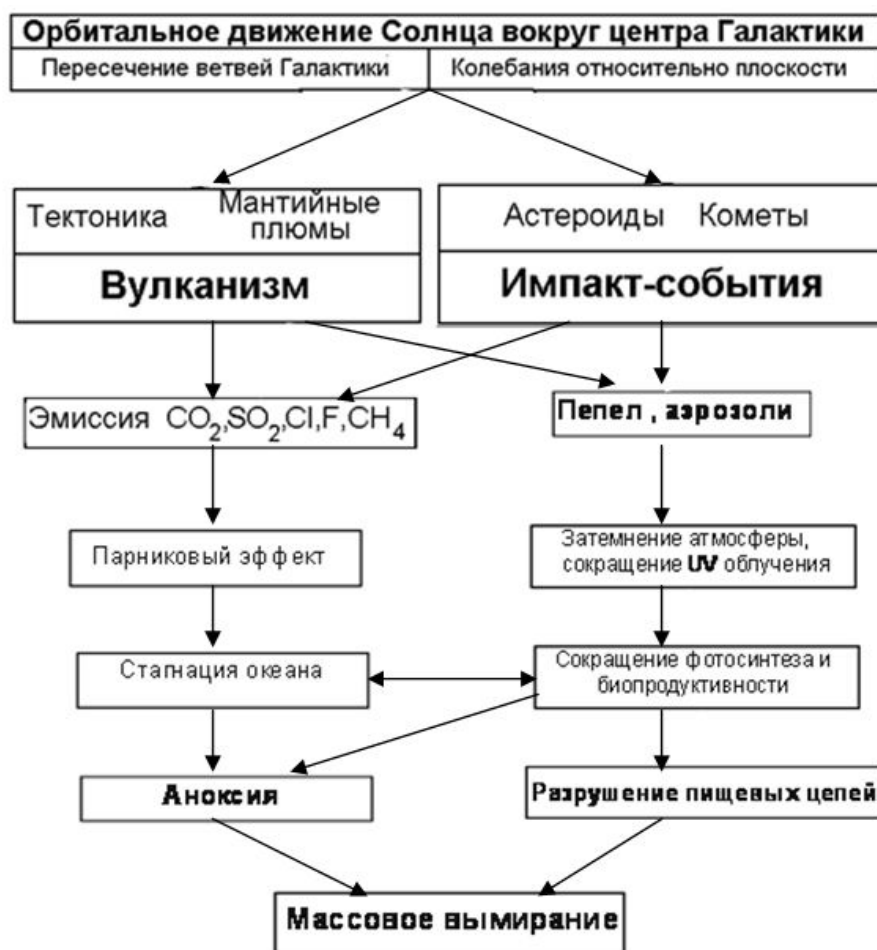 Орбитальное движение Солнца вокруг центра Галактики
Пересечение ветвей Галактики
Колебания относительно плоскости
Тектоника
Мантийные
плюмы
Вулканизм
Астероиды Кометы
Импакт-события
Эмиссия CO2,SO2,Cl,F,CH4
Пепел , аэрозоли
Парниковый эффект
Затемнение атмосферы,
сокращение UV облучения
Стагнация океана
Сокращение фотосинтеза и
биопродуктивности
Аноксия
Разрушение пищевых цепей
Массовое вымирание